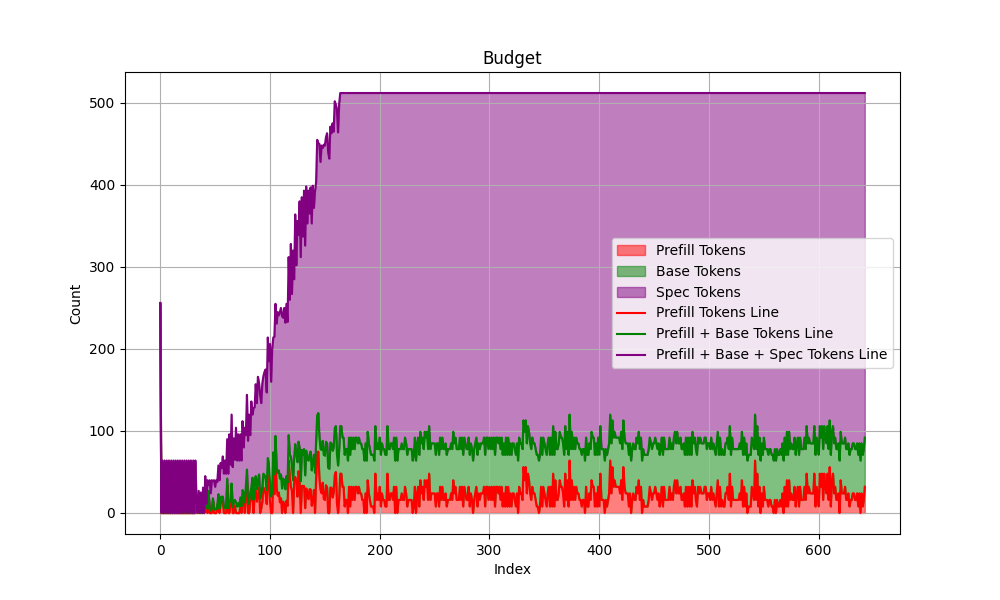 Budget
500
400
300
200
100
0
Count
0
100
200
300
400
500
600
Index
Prefill Tokens
Base Tokens
Spec Tokens
Prefill Tokens Line
Prefill + Base Tokens Line
Prefill + Base + Spec Tokens Line